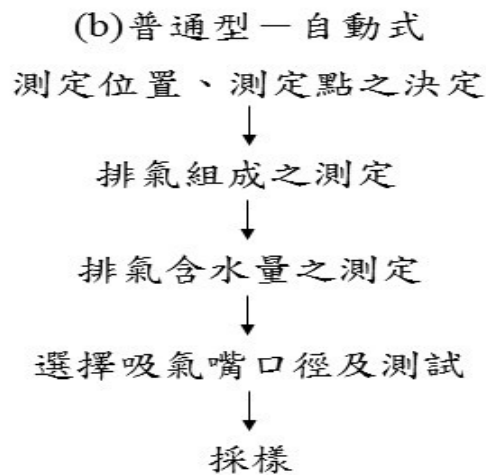 (b)普通型－自動式
測定位置、測定點之決定
排氣組成之測定
排氣含水量之測定
選擇吸氣嘴口徑及測試
採樣